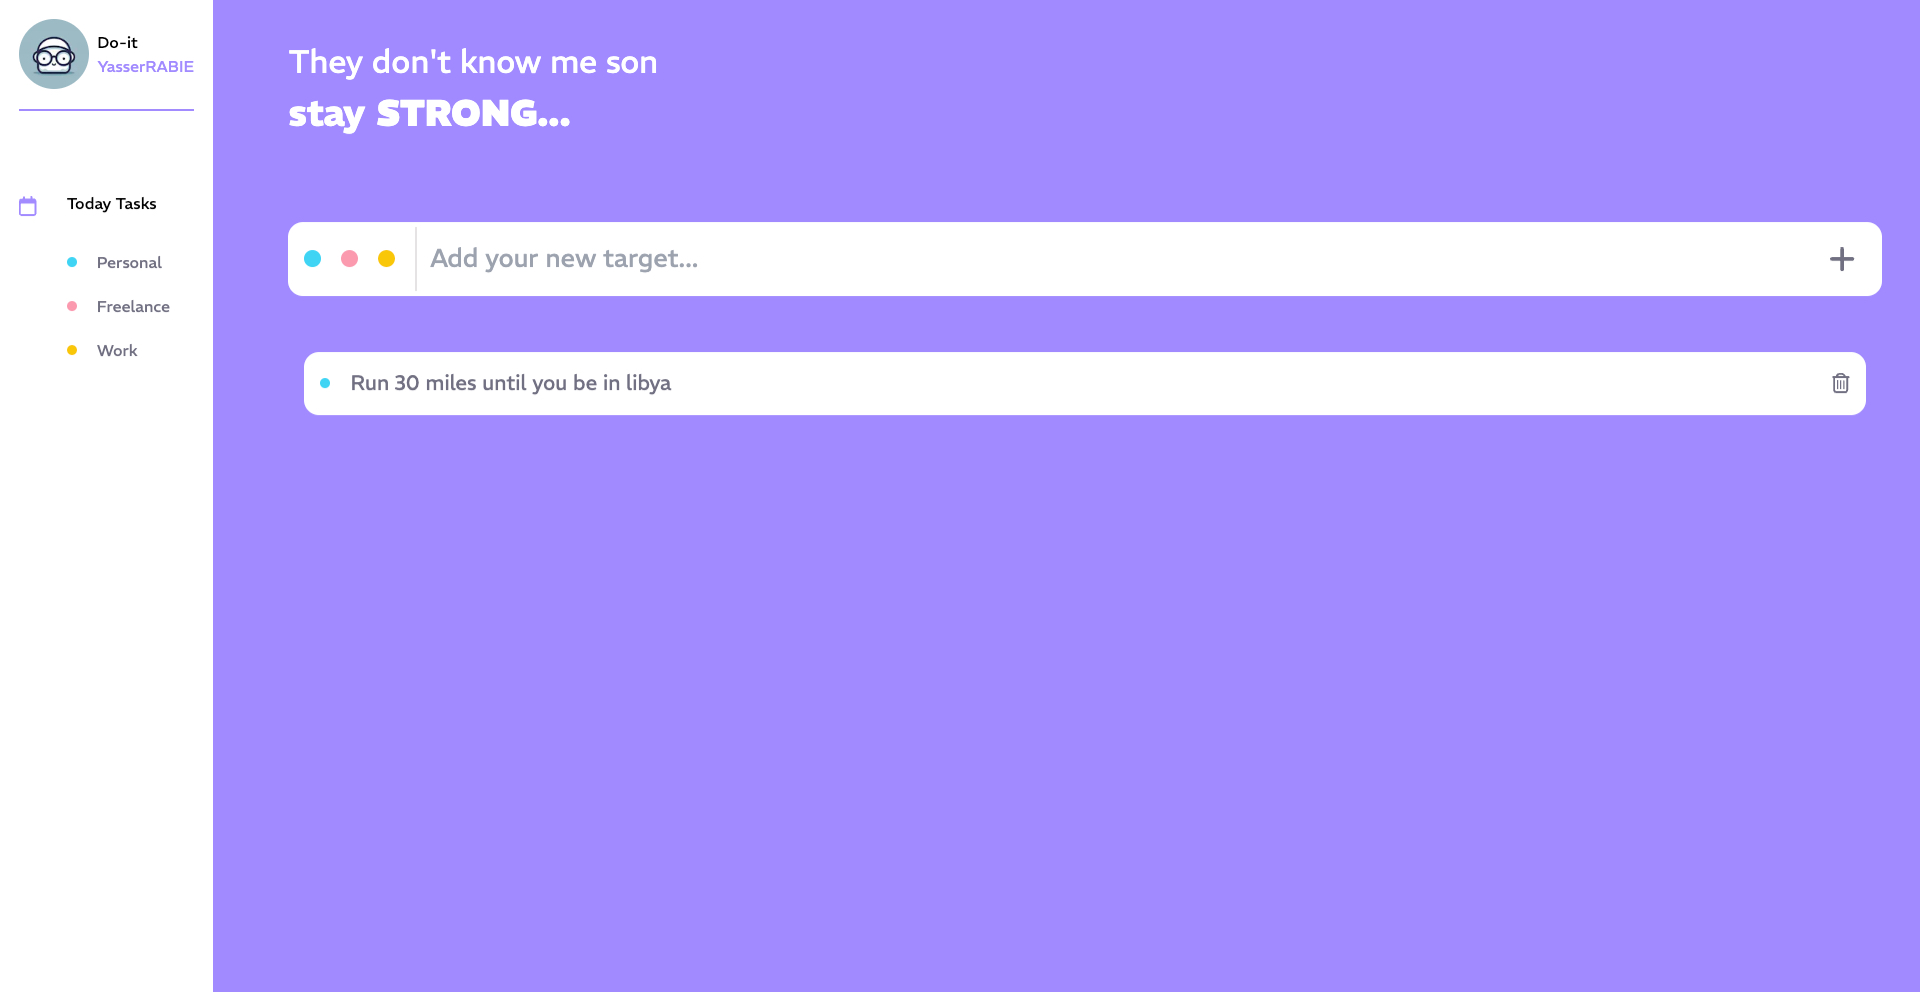 Do-it
YasserRABIE
Today Tasks
Personal
Freelance
Work
They don't know me son
stay STRONG...
Add your new target...
Run 30 miles until you be in libya